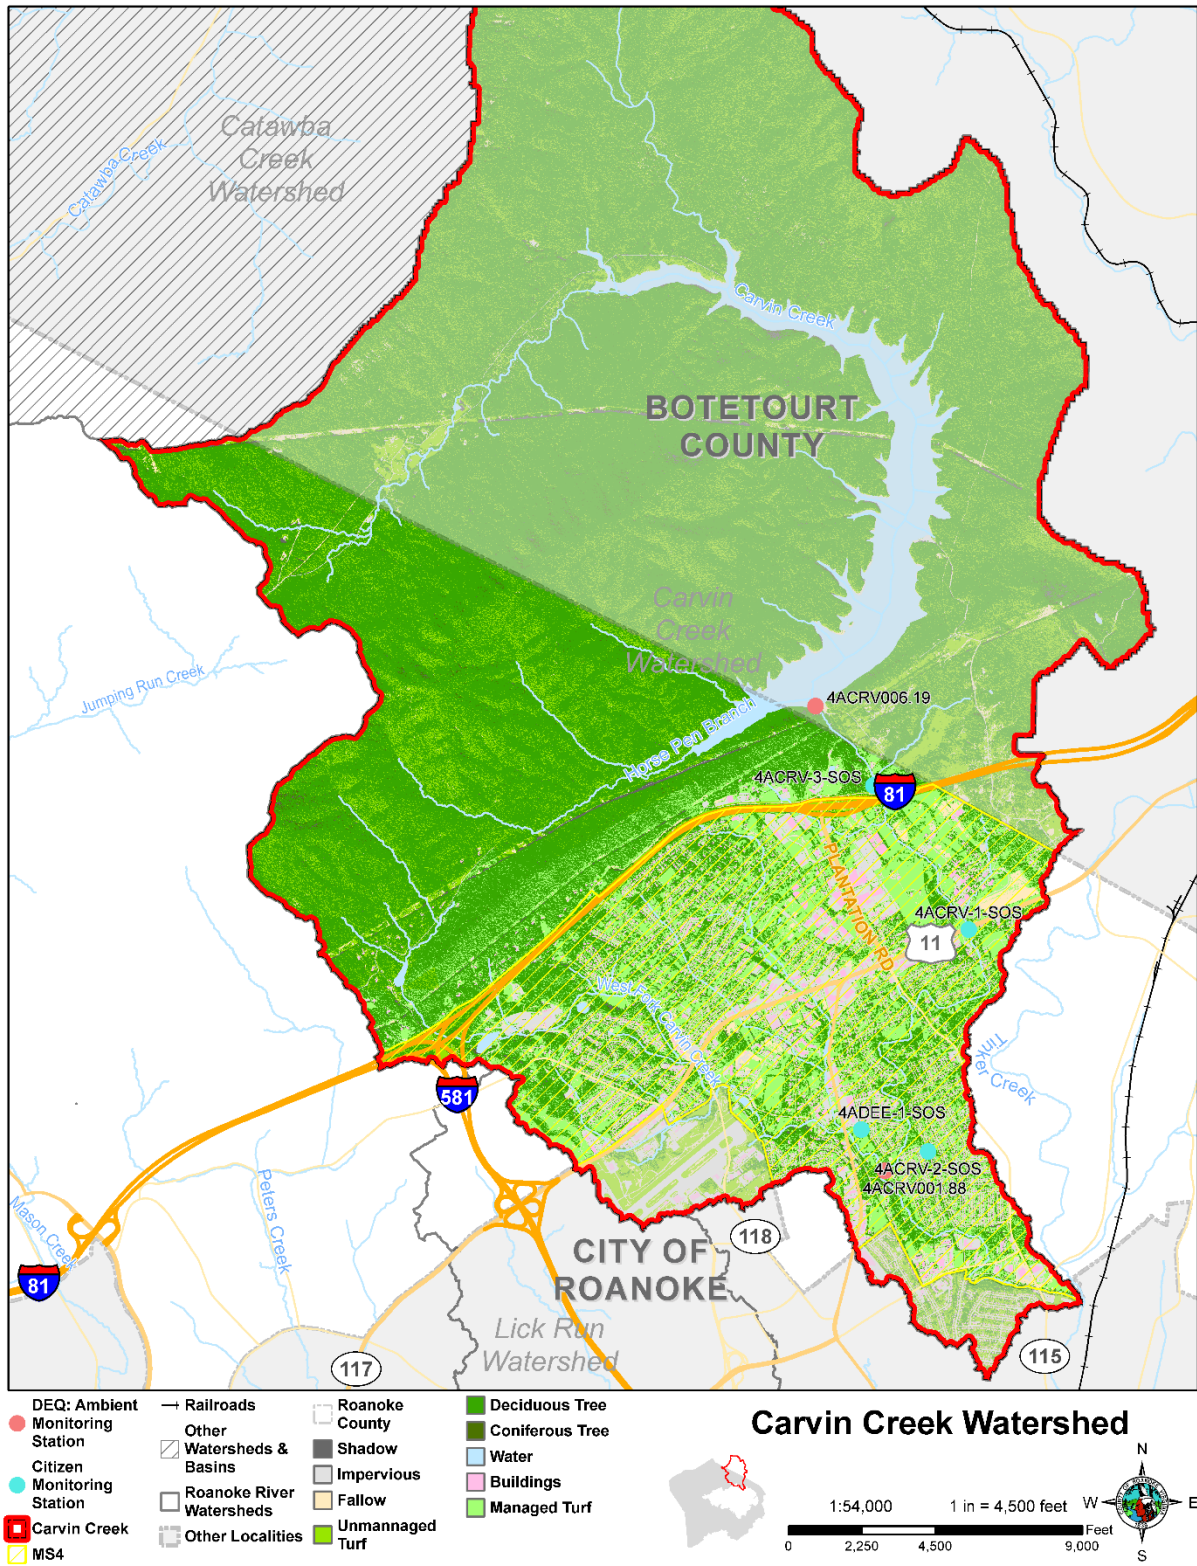 Catawba
Creek
Watershed
Catawba Creek
Carvin Creek
BOTETOURT
COUNTY
Carvin
Creek
Watershed
Jumping Run Creek
4ACRV006.19
Horse Pen Branch
4ACRV-3-SOS
81
PLANTATION RD
4ACRV-1-SOS
11
West Fork Carvin Creek
Tinker Creek
581
4ADEE-1-SOS
4ACRV-2-SOS
4ACRV001.88
Peters Creek
Mason Creek
118
CITY OF
ROANOKE
81
Lick Run
Watershed
117
115
DEQ: Ambient
Monitoring
Station
Citizen
Monitoring
Station
Carvin Creek
MS4
Railroads
Other
Watersheds &
Basins
Roanoke River
Watersheds
Other Localities
Roanoke
County
Shadow
Impervious
Fallow
Unmannaged
Turf
Deciduous Tree
Coniferous Tree
Water
Buildings
Managed Turf
Carvin Creek Watershed
1:54,000 1 in = 4,500 feet
Feet
0 2,250 4,500 9,000
N
W E
S